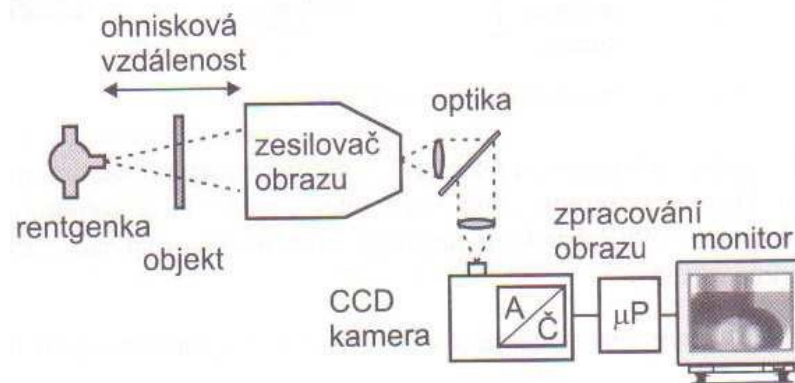 ohnisková
vzdálenost
optika
zesilovač
obrazu
rentgenka
objekt
zpracování
obrazu
monitor
CCD
kamera
A
Č
μP